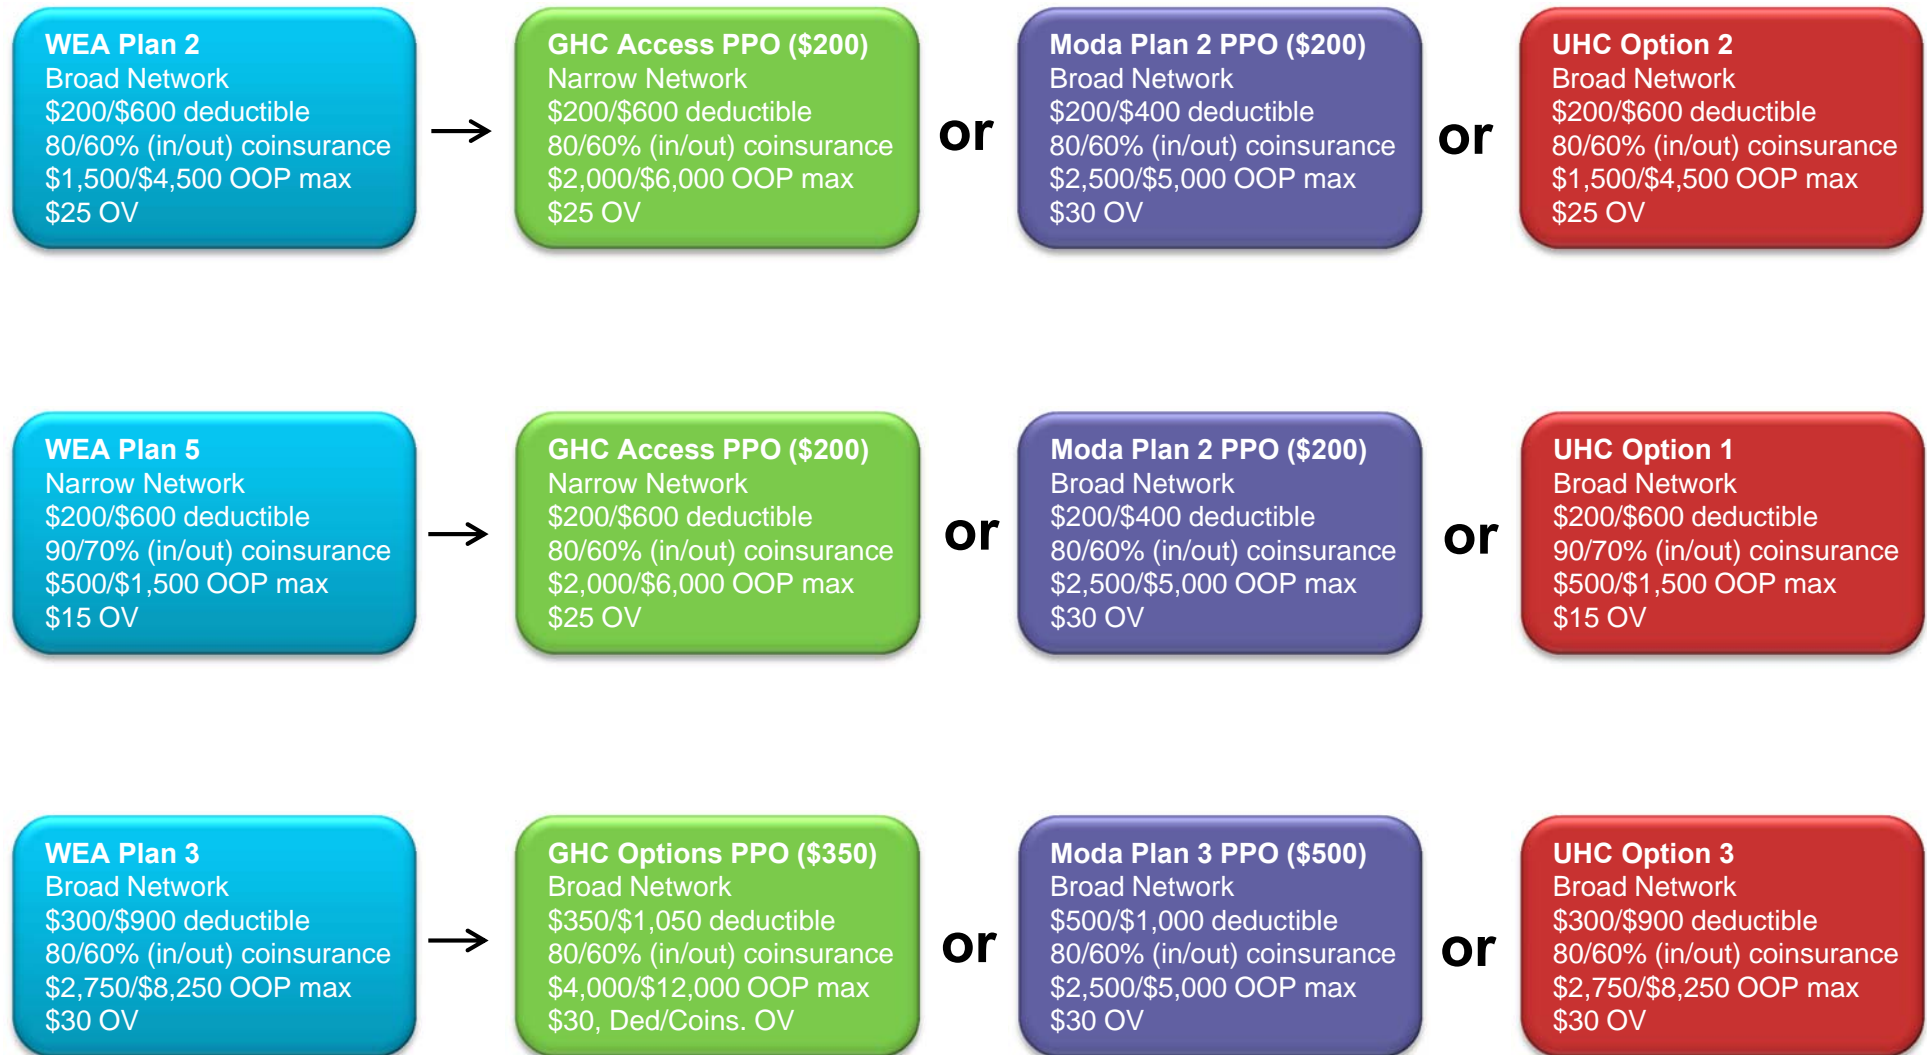 WEA Plan 2
Broad Network
$200/$600 deductible
80/60% (in/out) coinsurance
$1,500/$4,500 OOP max
$25 OV
GHC Access PPO ($200)
Narrow Network
$200/$600 deductible
80/60% (in/out) coinsurance
$2,000/$6,000 OOP max
$25 OV
or
Moda Plan 2 PPO ($200)
Broad Network
$200/$400 deductible
80/60% (in/out) coinsurance
$2,500/$5,000 OOP max
$30 OV
or
UHC Option 2
Broad Network
$200/$600 deductible
80/60% (in/out) coinsurance
$1,500/$4,500 OOP max
$25 OV
WEA Plan 5
Narrow Network
$200/$600 deductible
90/70% (in/out) coinsurance
$500/$1,500 OOP max
$15 OV
GHC Access PPO ($200)
Narrow Network
$200/$600 deductible
80/60% (in/out) coinsurance
$2,000/$6,000 OOP max
$25 OV
or
Moda Plan 2 PPO ($200)
Broad Network
$200/$400 deductible
80/60% (in/out) coinsurance
$2,500/$5,000 OOP max
$30 OV
or
UHC Option 1
Broad Network
$200/$600 deductible
90/70% (in/out) coinsurance
$500/$1,500 OOP max
$15 OV
WEA Plan 3
Broad Network
$300/$900 deductible
80/60% (in/out) coinsurance
$2,750/$8,250 OOP max
$30 OV
GHC Options PPO ($350)
Broad Network
$350/$1,050 deductible
80/60% (in/out) coinsurance
$4,000/$12,000 OOP max
$30, Ded/Coins. OV
or
Moda Plan 3 PPO ($500)
Broad Network
$500/$1,000 deductible
80/60% (in/out) coinsurance
$2,500/$5,000 OOP max
$30 OV
or
UHC Option 3
Broad Network
$300/$900 deductible
80/60% (in/out) coinsurance
$2,750/$8,250 OOP max
$30 OV